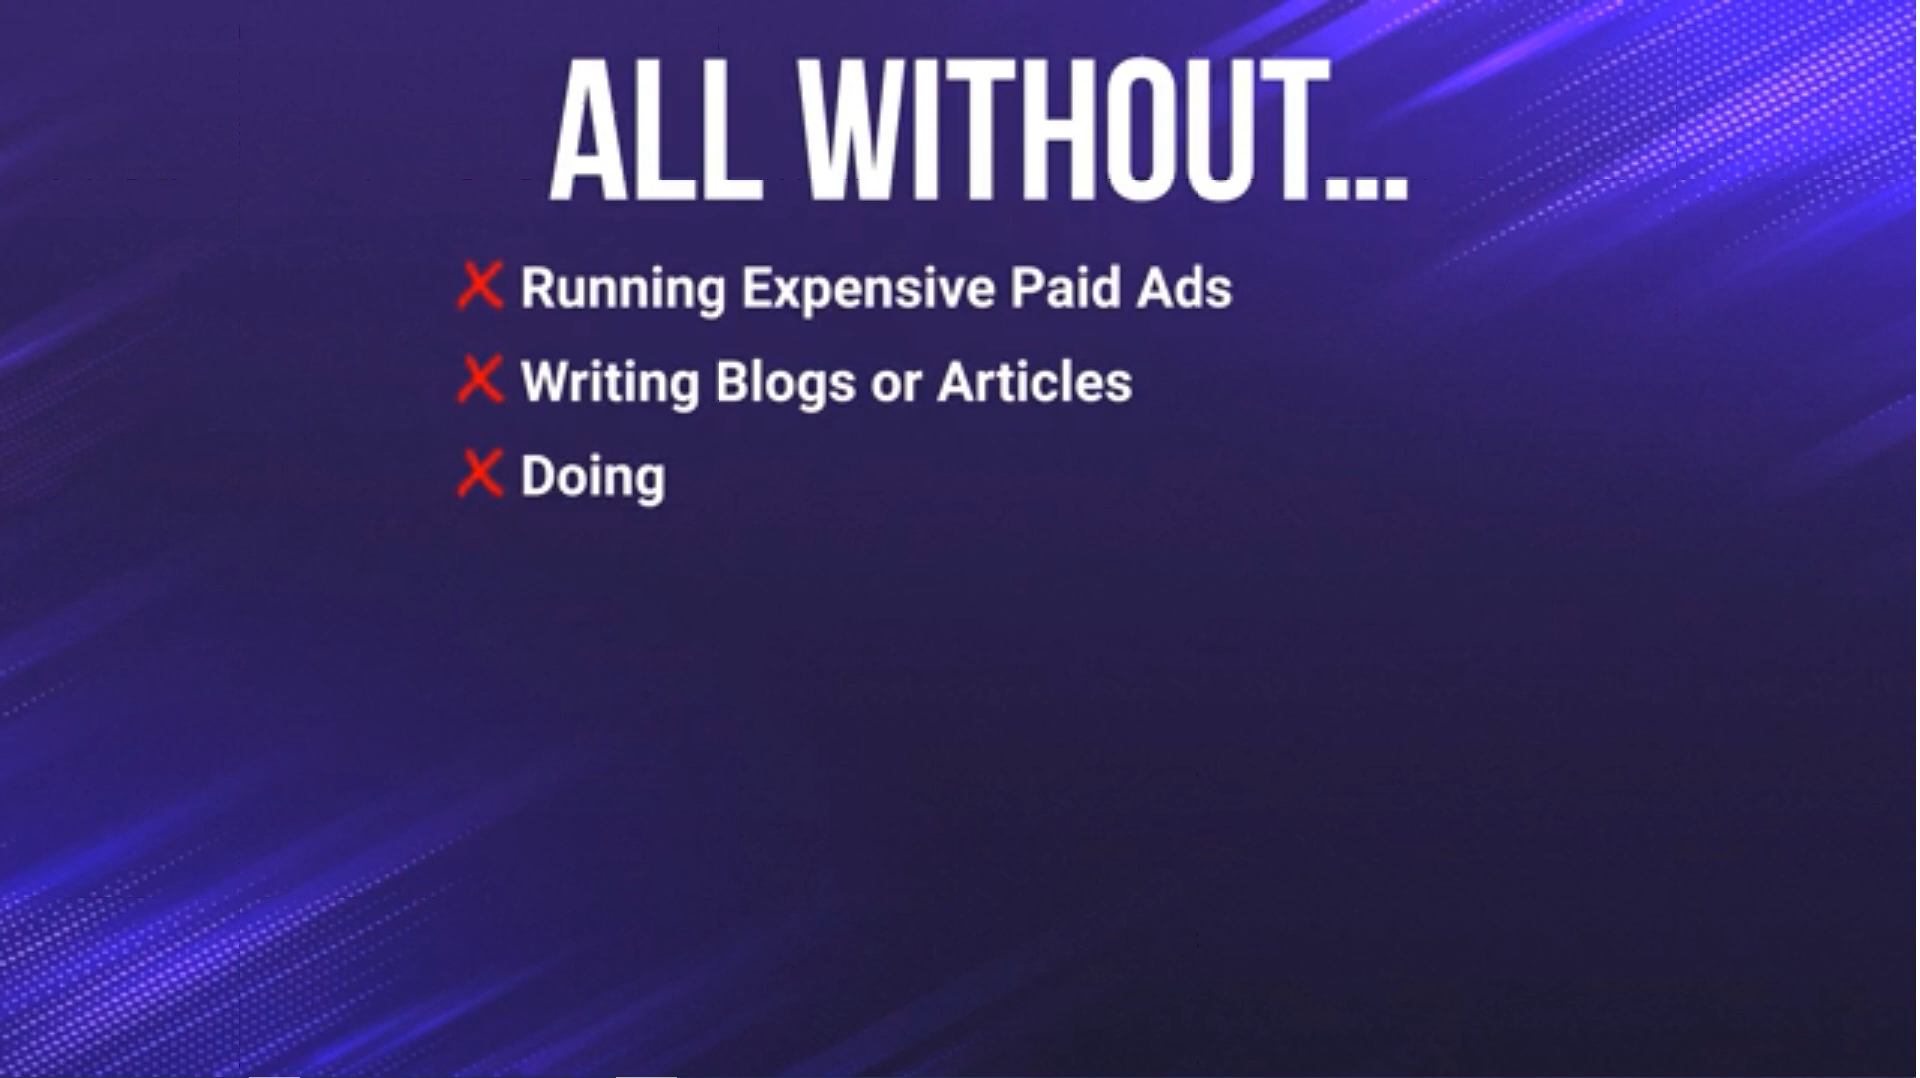 ALL WITHOUT...
❌ Running Expensive Paid Ads
❌ Writing Blogs or Articles
❌ Doing